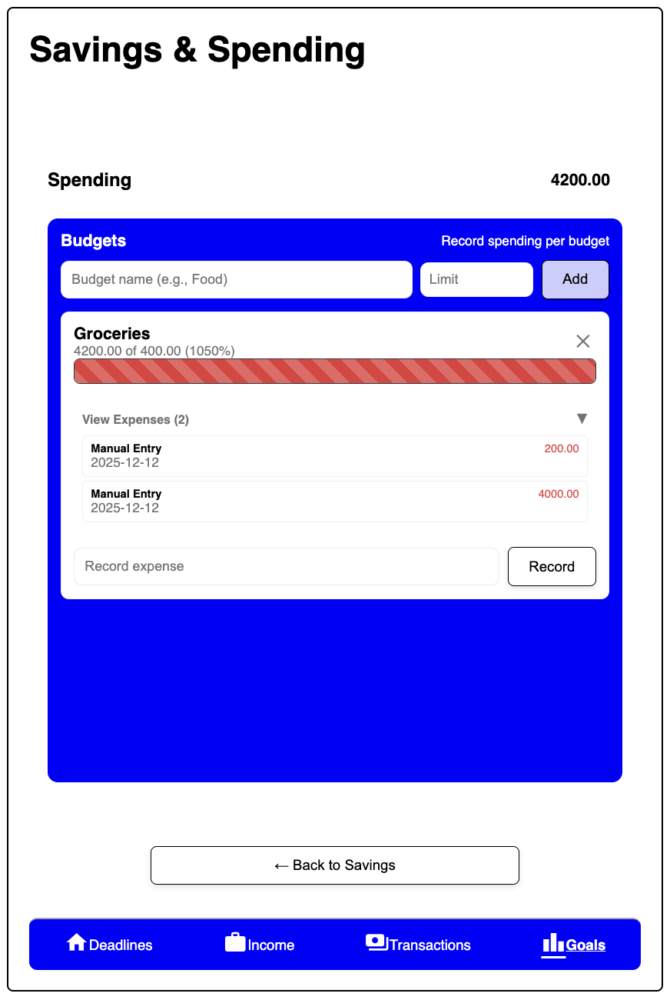 Savings & Spending
Spending 4200.00
Budgets Record spending per budget
Budget name (e.g., Food) Limit Add
Groceries
4200.00 of 400.00 (1050%)
View Expenses (2) ▼
Manual Entry 200.00
2025-12-12
Manual Entry 4000.00
2025-12-12
Record expense Record
← Back to Savings
Deadlines Income Transactions Goals